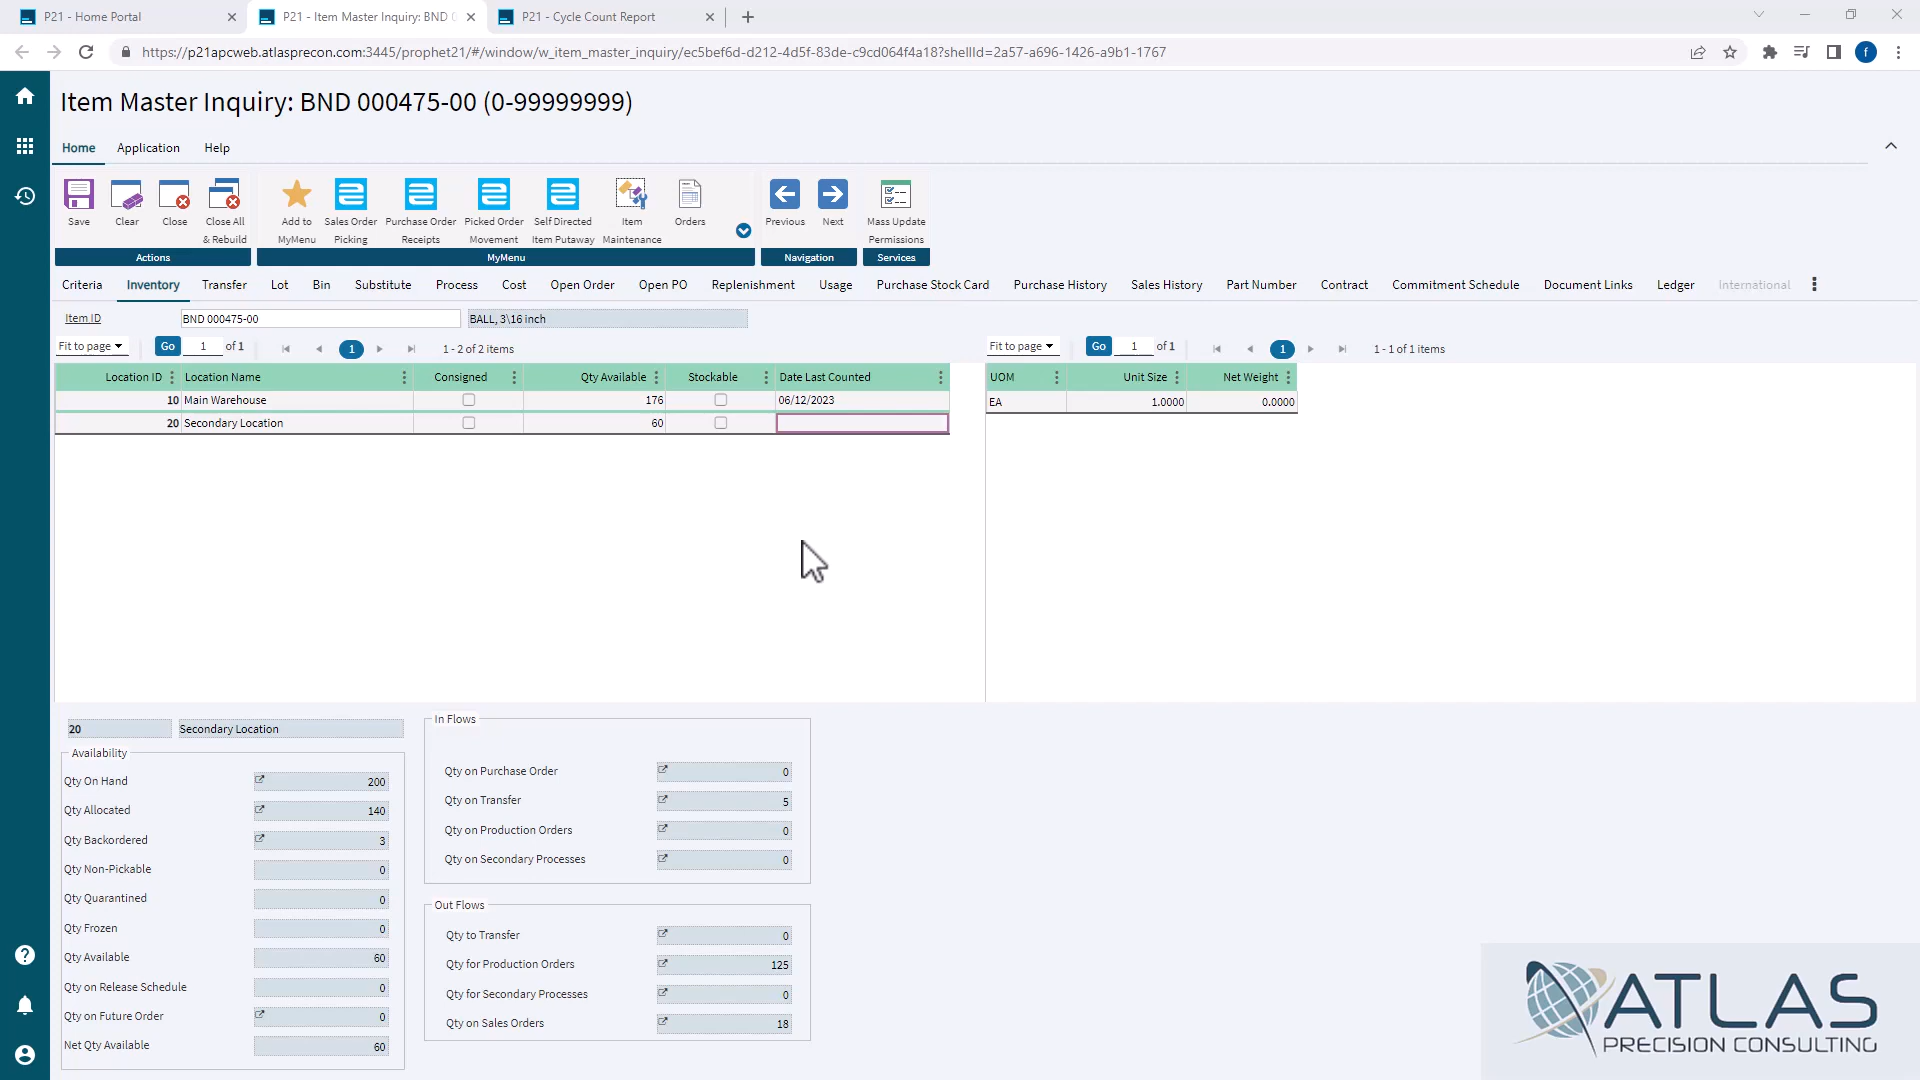 P21 - Home Portal
P21 - Item Master Inquiry: BND 0
P21 - Cycle Count Report
https://p21apcweb.atlasprecon.com:3445/prophet21/#/window/w_item_master_inquiry/ec5bef6d-d212-4d5f-83de-c9cd064f4a18?shellId=2a57-a696-1426-a9b1-1767
f
Item Master Inquiry: BND 000475-00 (0-99999999)
Home Application Help
Save Clear Close Close All & Rebuild
Add to MyMenu Sales Order Picking Purchase Order Receipts Picked Order Movement Self Directed Item Putaway Item Maintenance Orders
Previous Next Mass Update Permissions
Actions MyMenu Navigation Services
Criteria Inventory Transfer Lot Bin Substitute Process Cost Open Order Open PO Replenishment Usage Purchase Stock Card Purchase History Sales History Part Number Contract Commitment Schedule Document Links Ledger International
Item ID BND 000475-00 BALL, 3\16 inch
Fit to page Go 1 of 1 1 1 - 2 of 2 items
Fit to page Go 1 of 1 1 1 - 1 of 1 items
Location ID Location Name Consigned Qty Available Stockable Date Last Counted
10 Main Warehouse 176 06/12/2023
20 Secondary Location 60
UOM Unit Size Net Weight
EA 1.0000 0.0000
20 Secondary Location
Availability
Qty On Hand 200
Qty Allocated 140
Qty Backordered 3
Qty Non-Pickable 0
Qty Quarantined 0
Qty Frozen 0
Qty Available 60
Qty on Release Schedule 0
Qty on Future Order 0
Net Qty Available 60
In Flows
Qty on Purchase Order 0
Qty on Transfer 5
Qty on Production Orders 0
Qty on Secondary Processes 0
Out Flows
Qty to Transfer 0
Qty for Production Orders 125
Qty for Secondary Processes 0
Qty on Sales Orders 18
ATLAS
PRECISION CONSULTING